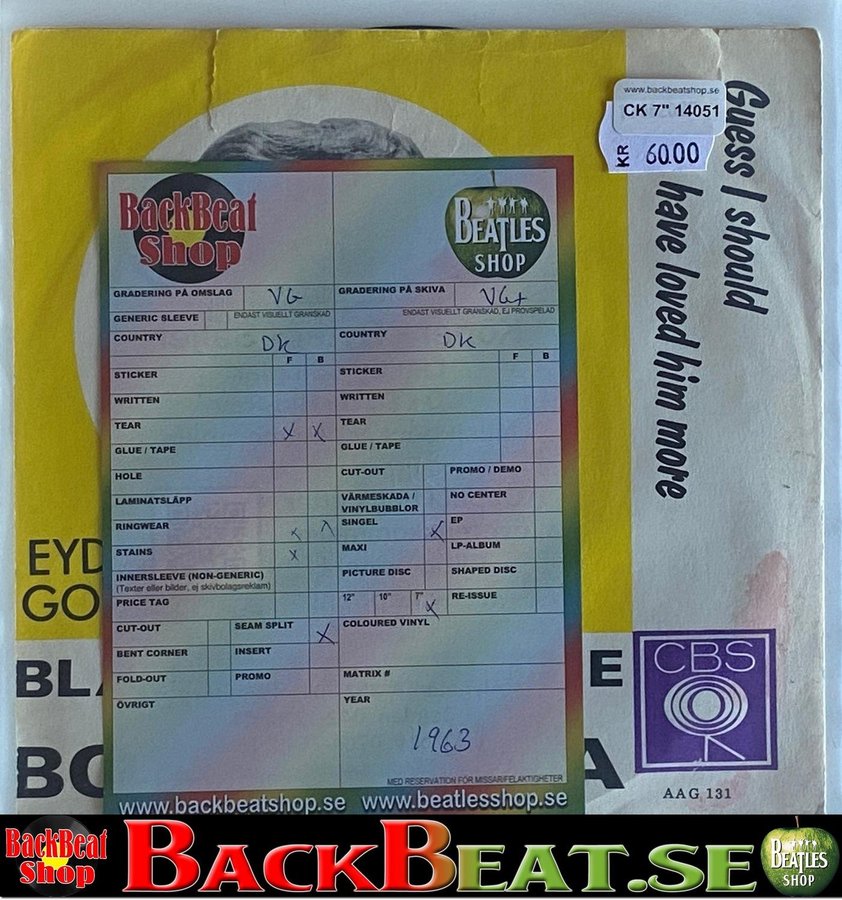 www.backbeatshop.se
CK 7" 14051
KR 60.00
Guess I should
have loved him more
BackBeat
Shop
BEATLES
SHOP
GRADERING PÅ OMSLAG VG
GRADERING PÅ SKIVA VG+
GENERIC SLEEVE
ENDAST VISUELLT GRANSKAD
ENDAST VISUELLT GRANSKAD, EJ PROVSPELAD
COUNTRY DK
COUNTRY DK
F B
F B
STICKER
STICKER
WRITTEN
WRITTEN
TEAR X X
TEAR
GLUE / TAPE
GLUE / TAPE
HOLE
CUT-OUT
PROMO / DEMO
LAMINATSLÄPP
VÄRMESKADA /
VINYLBUBBLOR
NO CENTER
RINGWEAR X
SINGEL X
EP
STAINS X
MAXI
LP-ALBUM
INNERSLEEVE (NON-GENERIC)
(Texter eller bilder, ej skivbolagsreklam)
PICTURE DISC
SHAPED DISC
PRICE TAG
12" 10" 7" X
RE-ISSUE
CUT-OUT
SEAM SPLIT X
COLOURED VINYL
BENT CORNER
INSERT
FOLD-OUT
PROMO
MATRIX #
ÖVRIGT
YEAR
1963
MED RESERVATION FÖR MISSAR/FELAKTIGHETER
www.backbeatshop.se www.beatlesshop.se
EYD
GO
BLA E
BO A
CBS
AAG 131
BackBeat
Shop
BACKBEAT.SE
BEATLES
SHOP